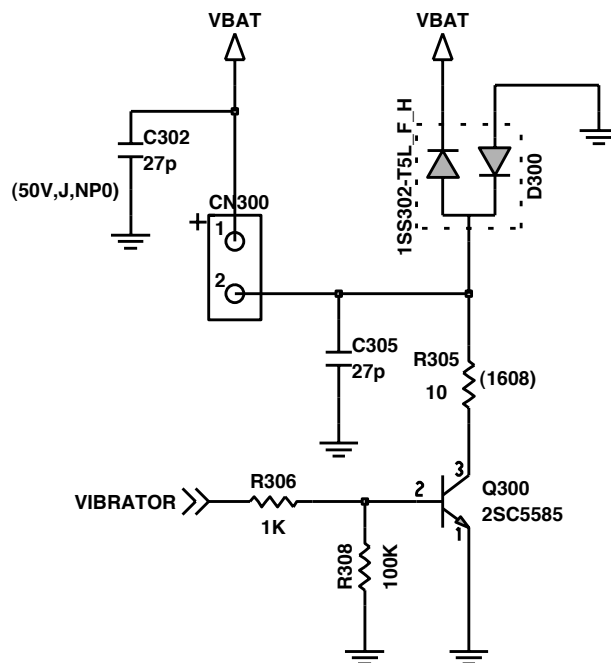 VBAT
VBAT
C302
27p
(50V,J,NP0)
1SS302-T5L_F_H
D300
CN300
+
1
2
C305
27p
R305
10
(1608)
R306
VIBRATOR
1K
2
3
1
Q300
2SC5585
R308
100K